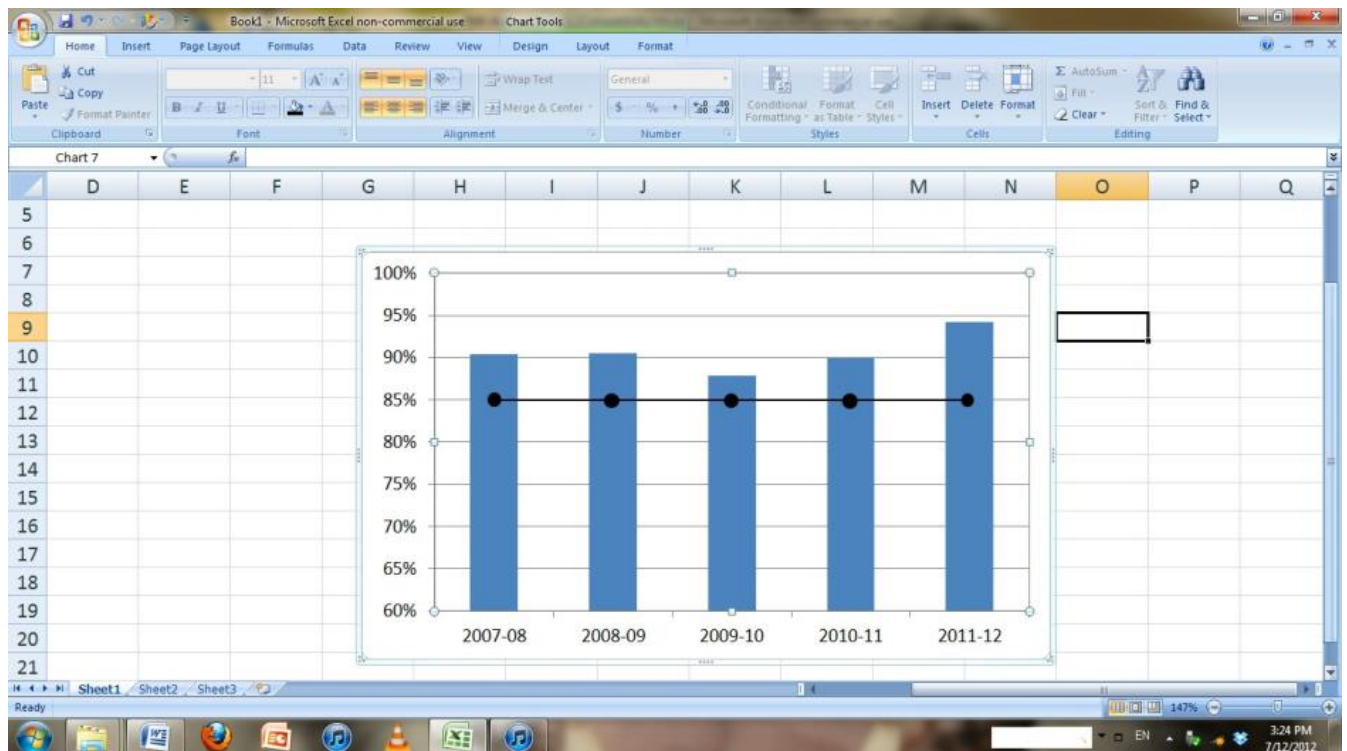 Book1 - Microsoft Excel non-commercial use Chart Tools
Home Insert Page Layout Formulas Data Review View Design Layout Format
Paste
Cut
Copy
Format Painter
Clipboard
11
B I U
Font
Wrap Text
Merge & Center
Alignment
General
$ % ,
Number
Conditional Formatting
Format as Table
Cell Styles
Styles
Insert Delete Format
Cells
Σ AutoSum
Fill
Clear
Sort & Filter
Find & Select
Editing
Chart 7 fx
D E F G H I J K L M N O P Q
5
6
7
8
9
10
11
12
13
14
15
16
17
18
19
20
21
100%
95%
90%
85%
80%
75%
70%
65%
60%
2007-08 2008-09 2009-10 2010-11 2011-12
Sheet1 Sheet2 Sheet3
Ready 147%
EN 3:24 PM
7/12/2012